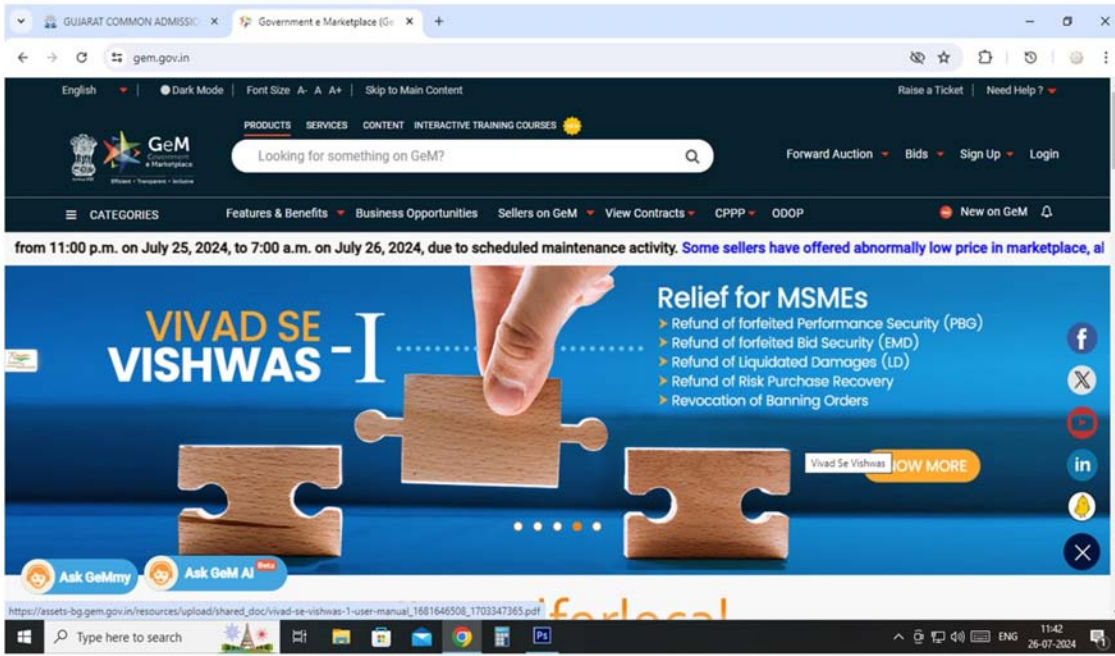 GUJARAT COMMON ADMISSIO
Government e Marketplace (Ge
gem.gov.in
English
Dark Mode
Font Size A- A A+
Skip to Main Content
Raise a Ticket
Need Help ?
PRODUCTS SERVICES CONTENT INTERACTIVE TRAINING COURSES
GeM
Government
e Marketplace
Efficient • Transparent • Inclusive
Looking for something on GeM?
Forward Auction
Bids
Sign Up
Login
CATEGORIES
Features & Benefits
Business Opportunities
Sellers on GeM
View Contracts
CPPP
ODOP
New on GeM
from 11:00 p.m. on July 25, 2024, to 7:00 a.m. on July 26, 2024, due to scheduled maintenance activity. Some sellers have offered abnormally low price in marketplace, al
VIVAD SE
VISHWAS - I
Relief for MSMEs
Refund of forfeited Performance Security (PBG)
Refund of forfeited Bid Security (EMD)
Refund of Liquidated Damages (LD)
Refund of Risk Purchase Recovery
Revocation of Banning Orders
Vivad Se Vishwas
NOW MORE
Ask GeMmy
Ask GeM AI
Beta
https://assets-bg.gem.gov.in/resources/upload/shared_doc/vivad-se-vishwas-1-user-manual_1681646508_1703347365.pdf
Type here to search
Ps
ENG
11:42
26-07-2024